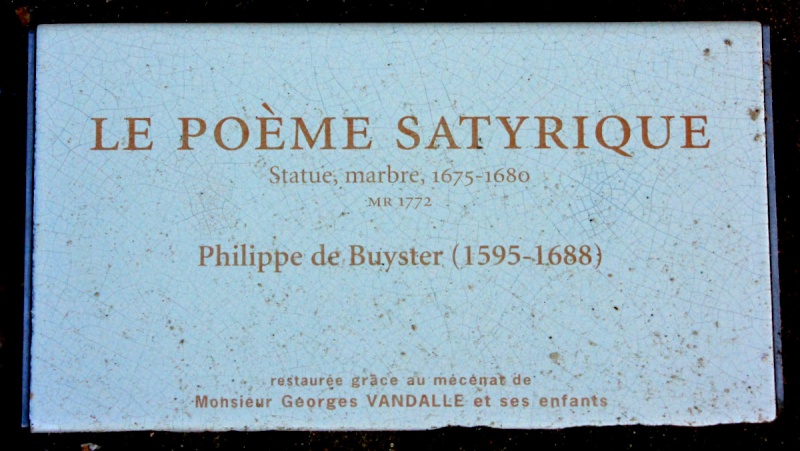 LE POÈME SATYRIQUE
Statue, marbre, 1675-1680
MR 1772
Philippe de Buyster (1595-1688)
restaurée grâce au mécénat de
Monsieur Georges VANDALLE et ses enfants